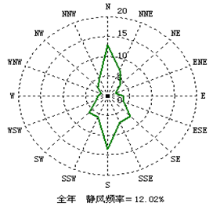 N
NNW NNE
NW NE
WNW ENE
W E
WSW ESE
SW SE
SSW SSE
S
20
15
10
5
0
全年 静风频率＝12.02%